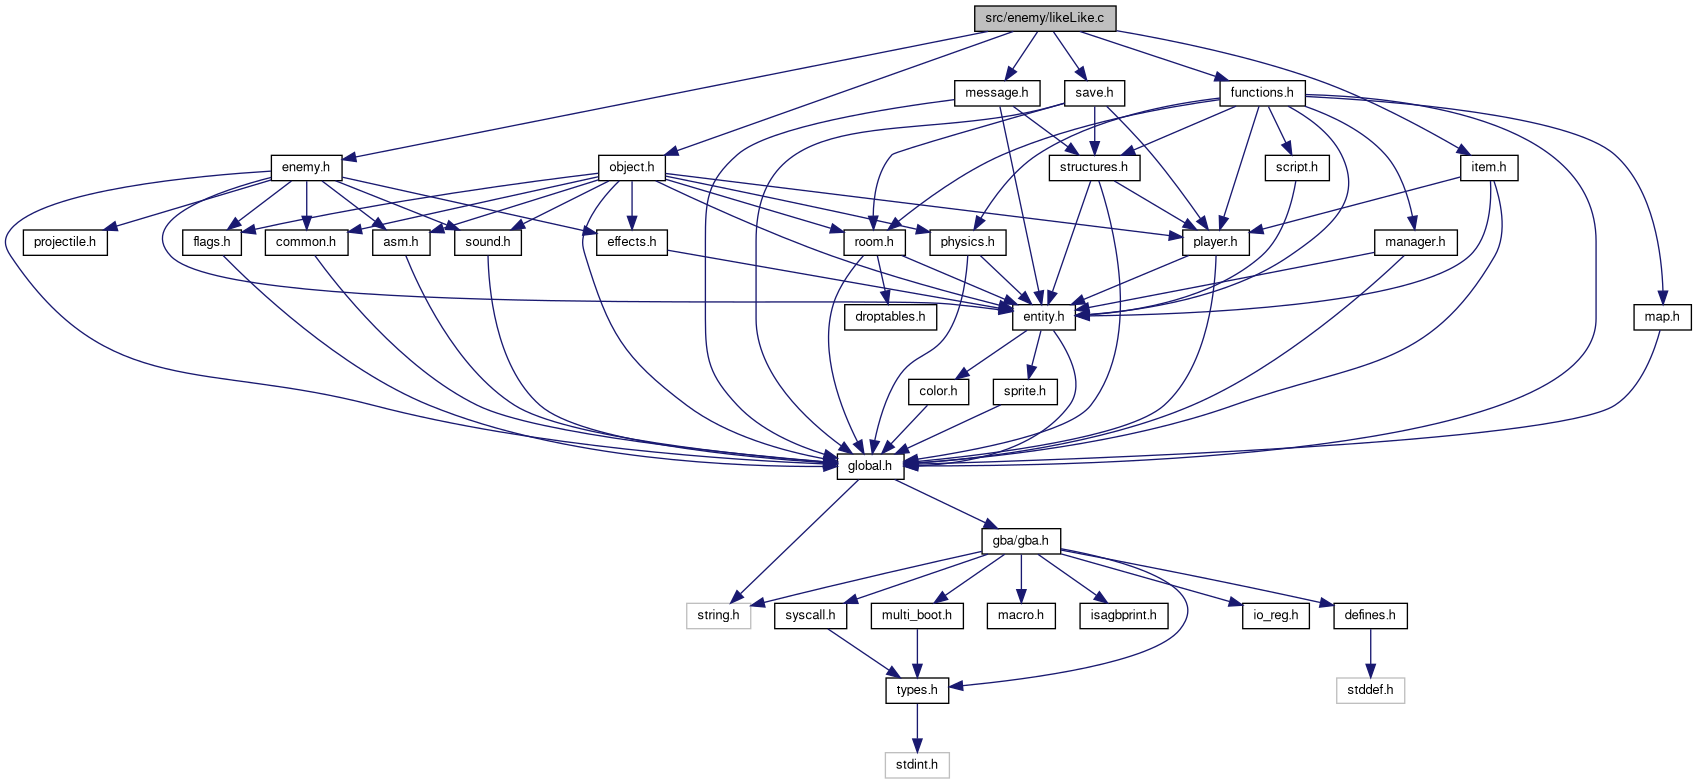 src/enemy/likeLike.c
message.h
save.h
functions.h
enemy.h
object.h
structures.h
script.h
item.h
projectile.h
flags.h
common.h
asm.h
sound.h
effects.h
room.h
physics.h
player.h
manager.h
droptables.h
entity.h
map.h
color.h
sprite.h
global.h
gba/gba.h
string.h
syscall.h
multi_boot.h
macro.h
isagbprint.h
io_reg.h
defines.h
types.h
stddef.h
stdint.h